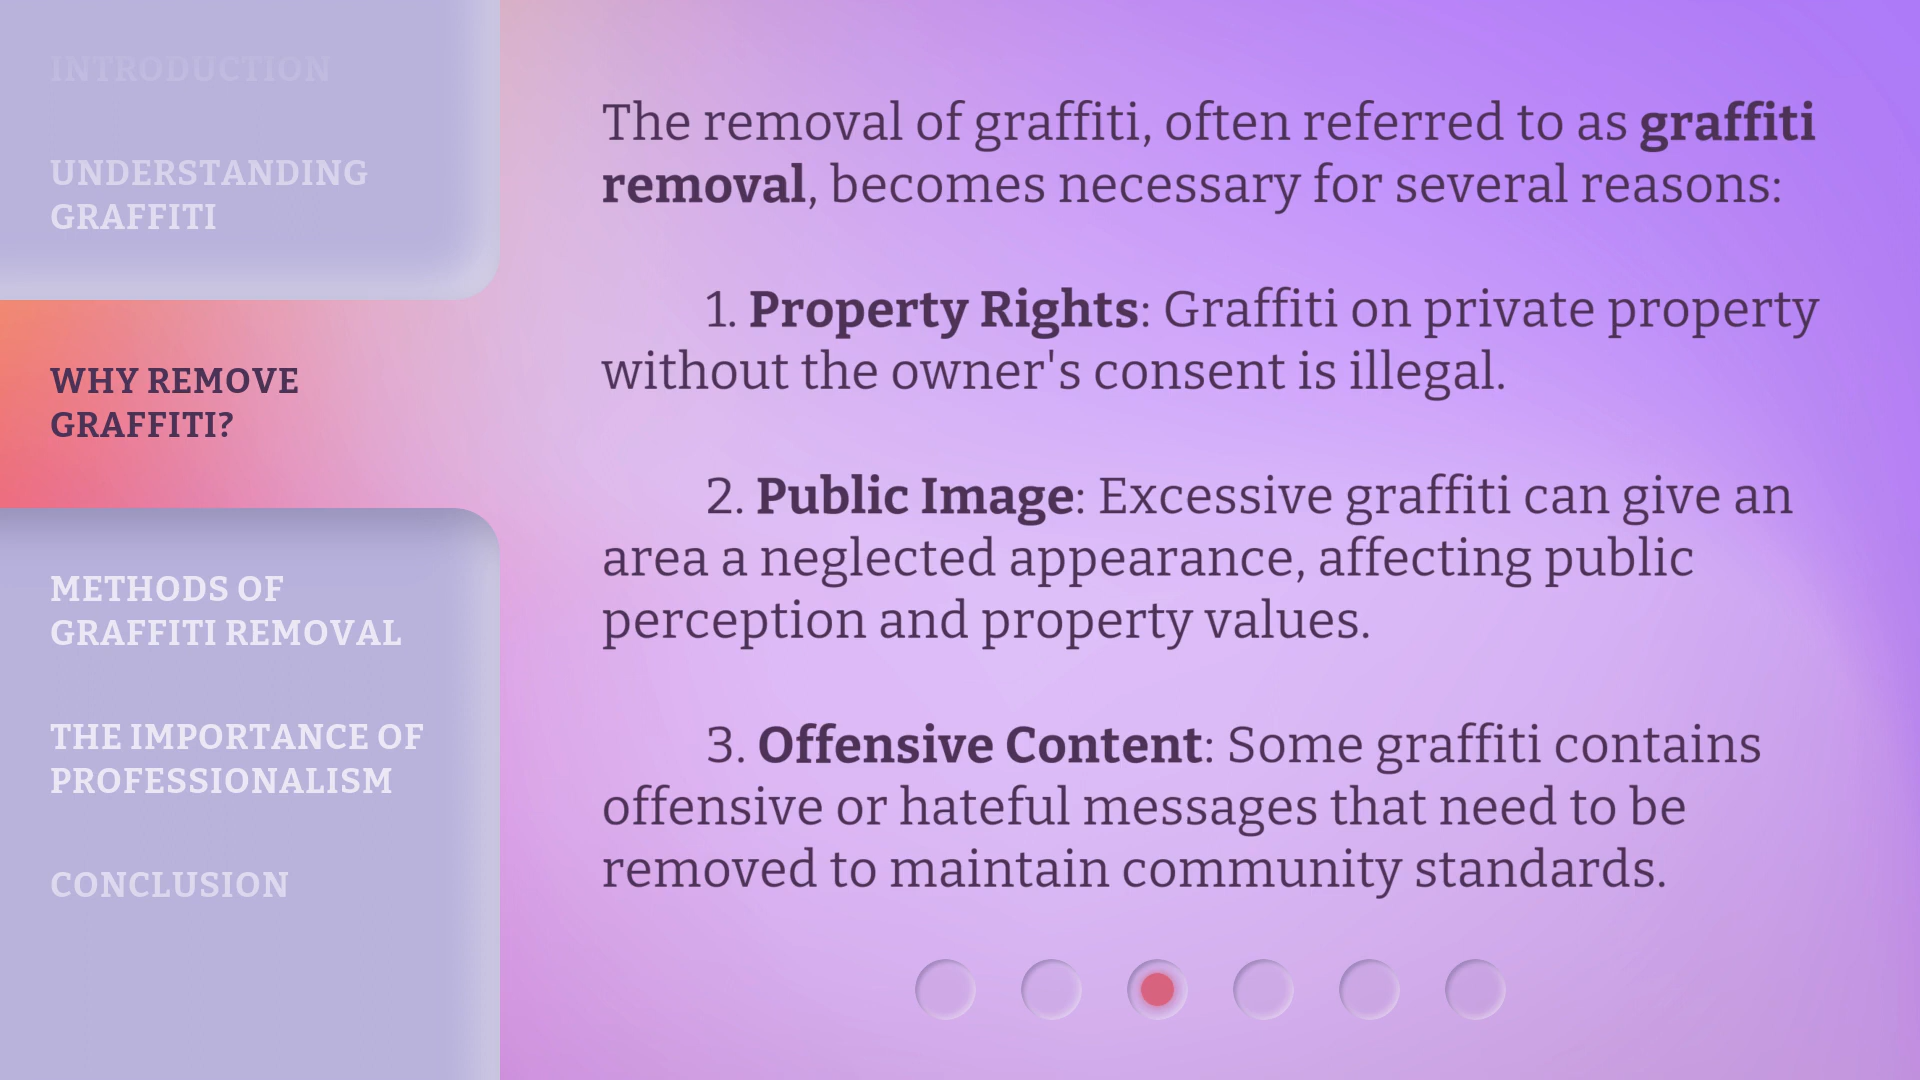 INTRODUCTION
UNDERSTANDING
GRAFFITI
WHY REMOVE
GRAFFITI?
METHODS OF
GRAFFITI REMOVAL
THE IMPORTANCE OF
PROFESSIONALISM
CONCLUSION
The removal of graffiti, often referred to as graffiti
removal, becomes necessary for several reasons:
1. Property Rights: Graffiti on private property
without the owner's consent is illegal.
2. Public Image: Excessive graffiti can give an
area a neglected appearance, affecting public
perception and property values.
3. Offensive Content: Some graffiti contains
offensive or hateful messages that need to be
removed to maintain community standards.